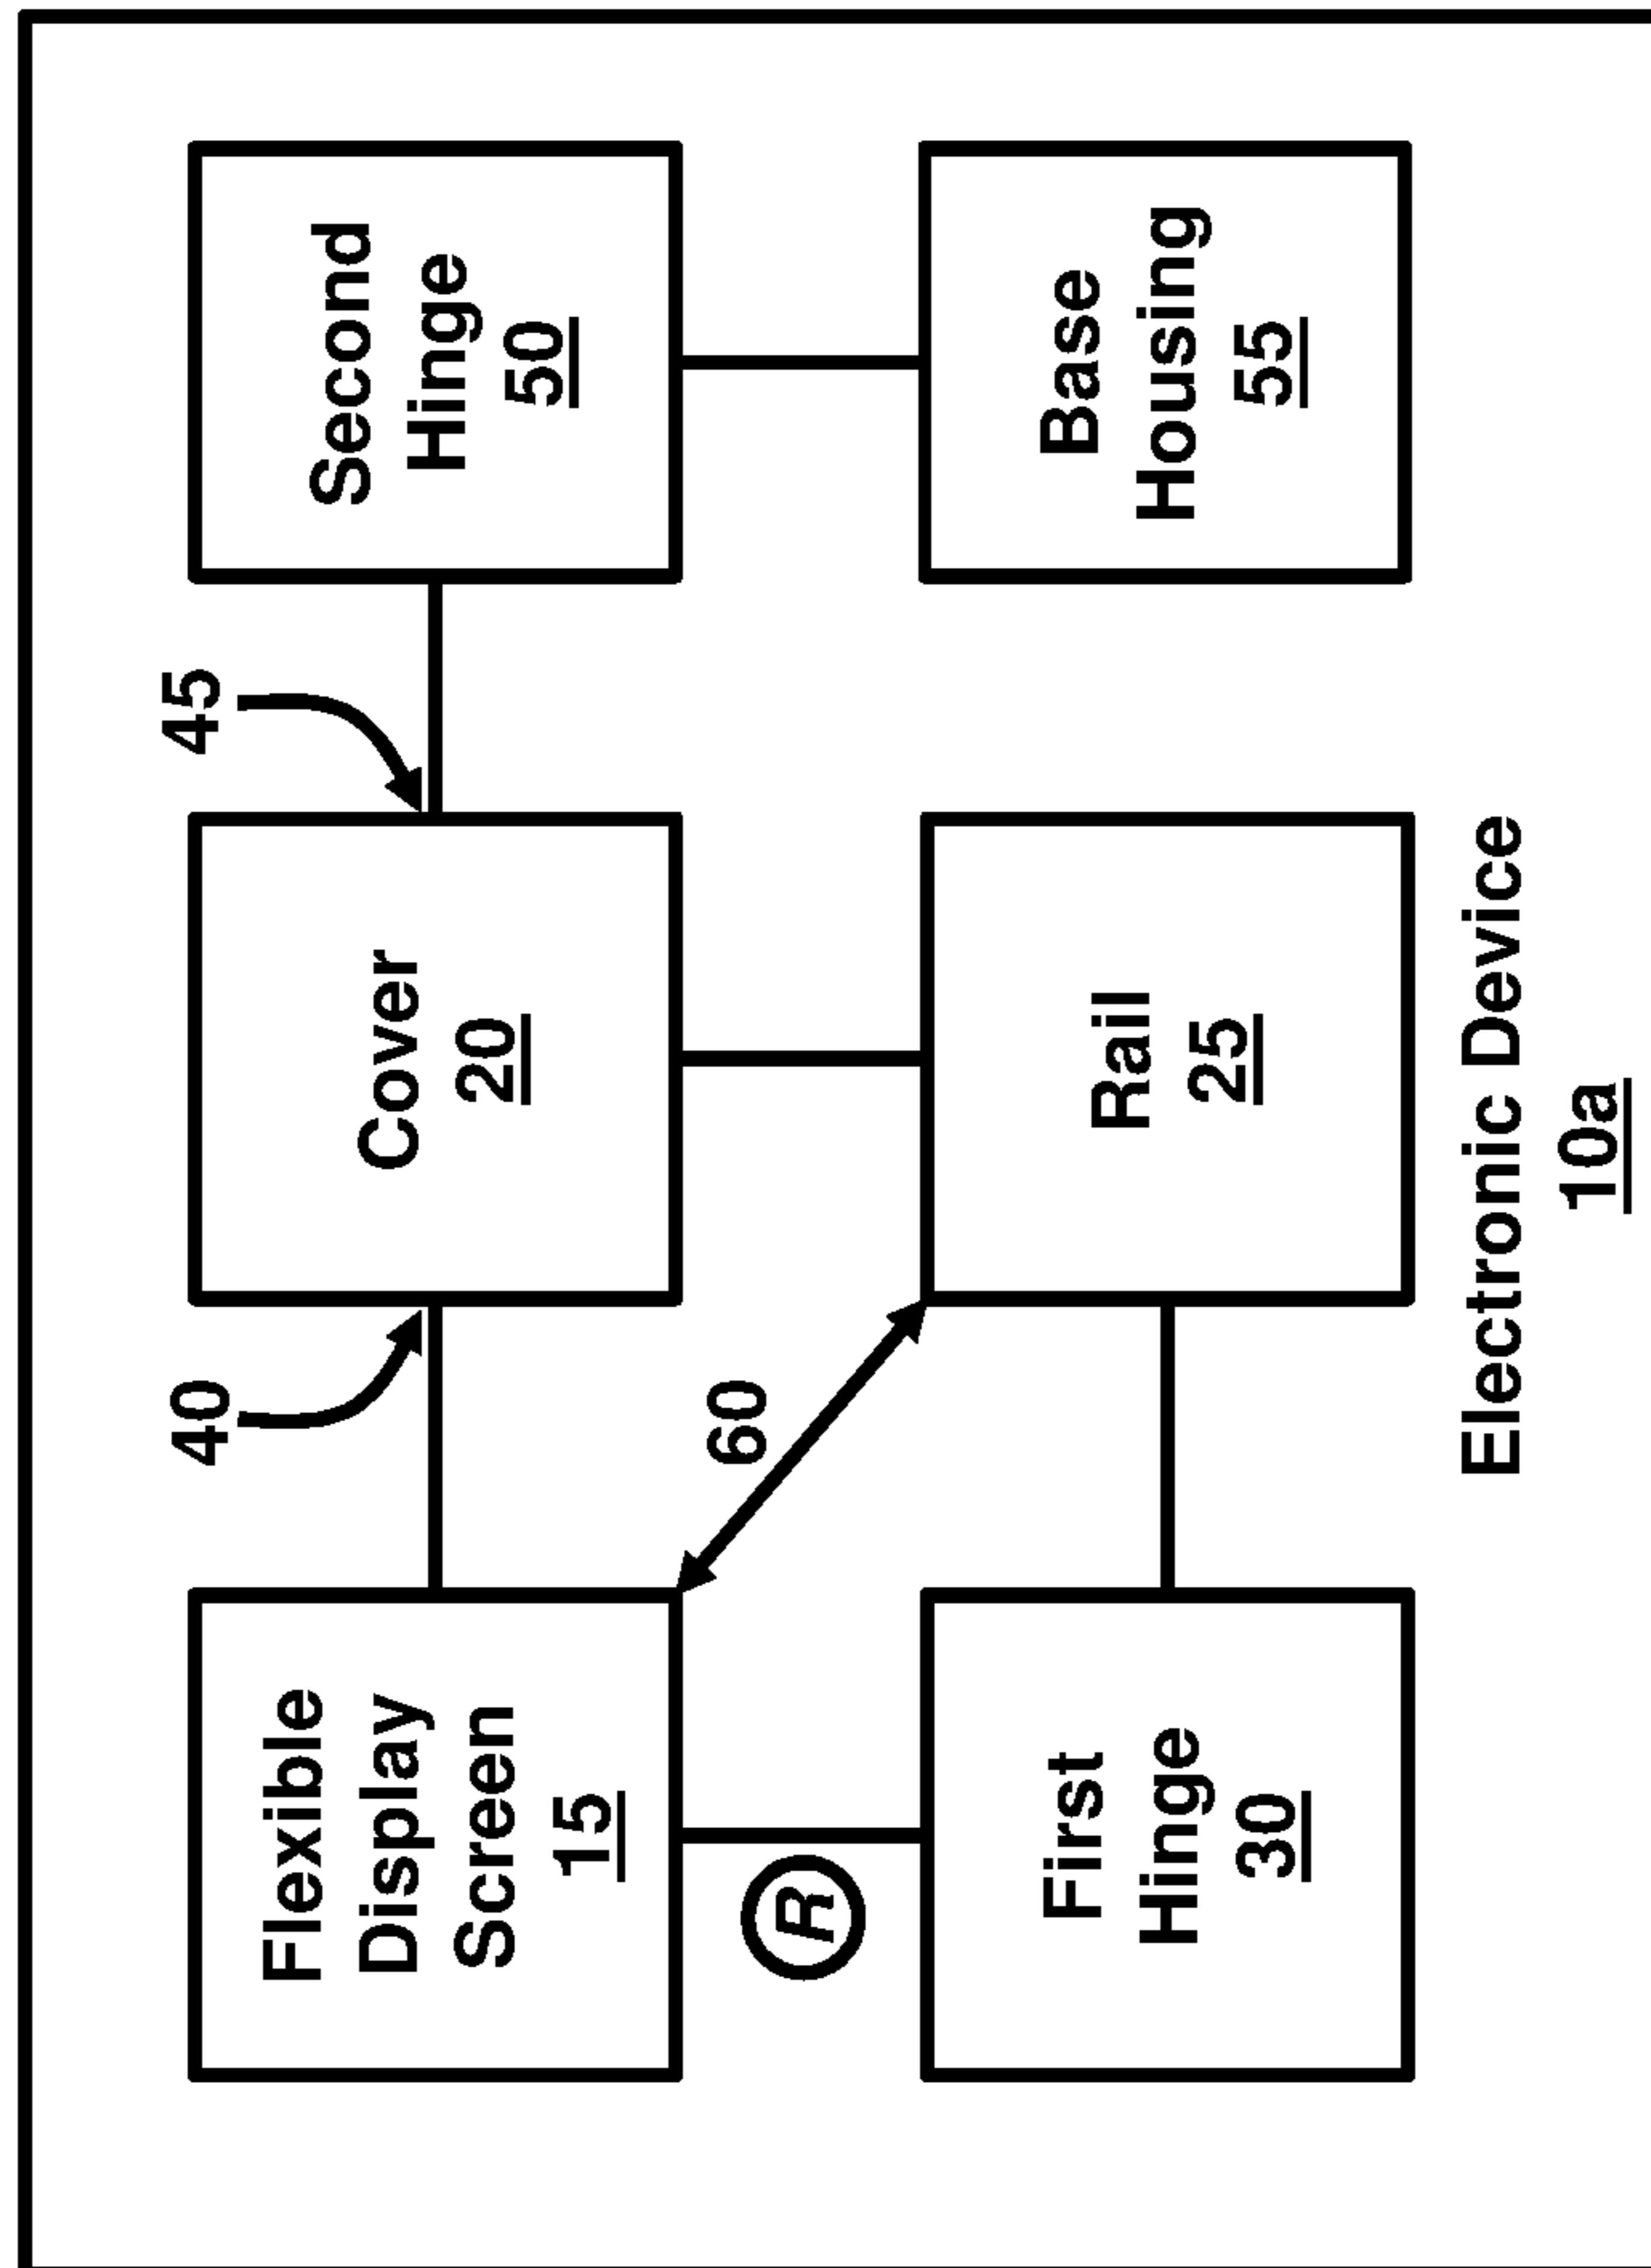 40
45
Flexible
Display
Screen
15
Cover
20
Second
Hinge
50
R
60
First
Hinge
30
Rail
25
Base
Housing
55
Electronic Device
10a